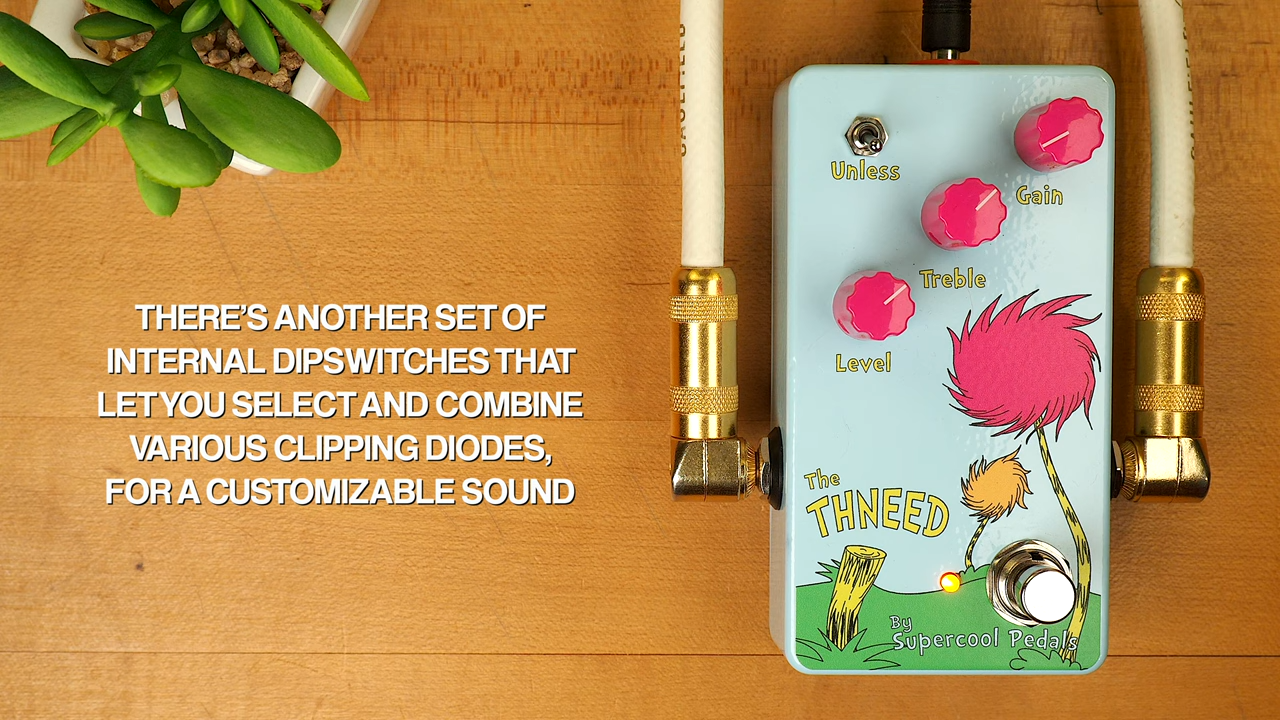 THERE'S ANOTHER SET OF
INTERNAL DIPSWITCHES THAT
LET YOU SELECT AND COMBINE
VARIOUS CLIPPING DIODES,
FOR A CUSTOMIZABLE SOUND
Unless
Gain
Treble
Level
The
THNEED
By
Supercool Pedals